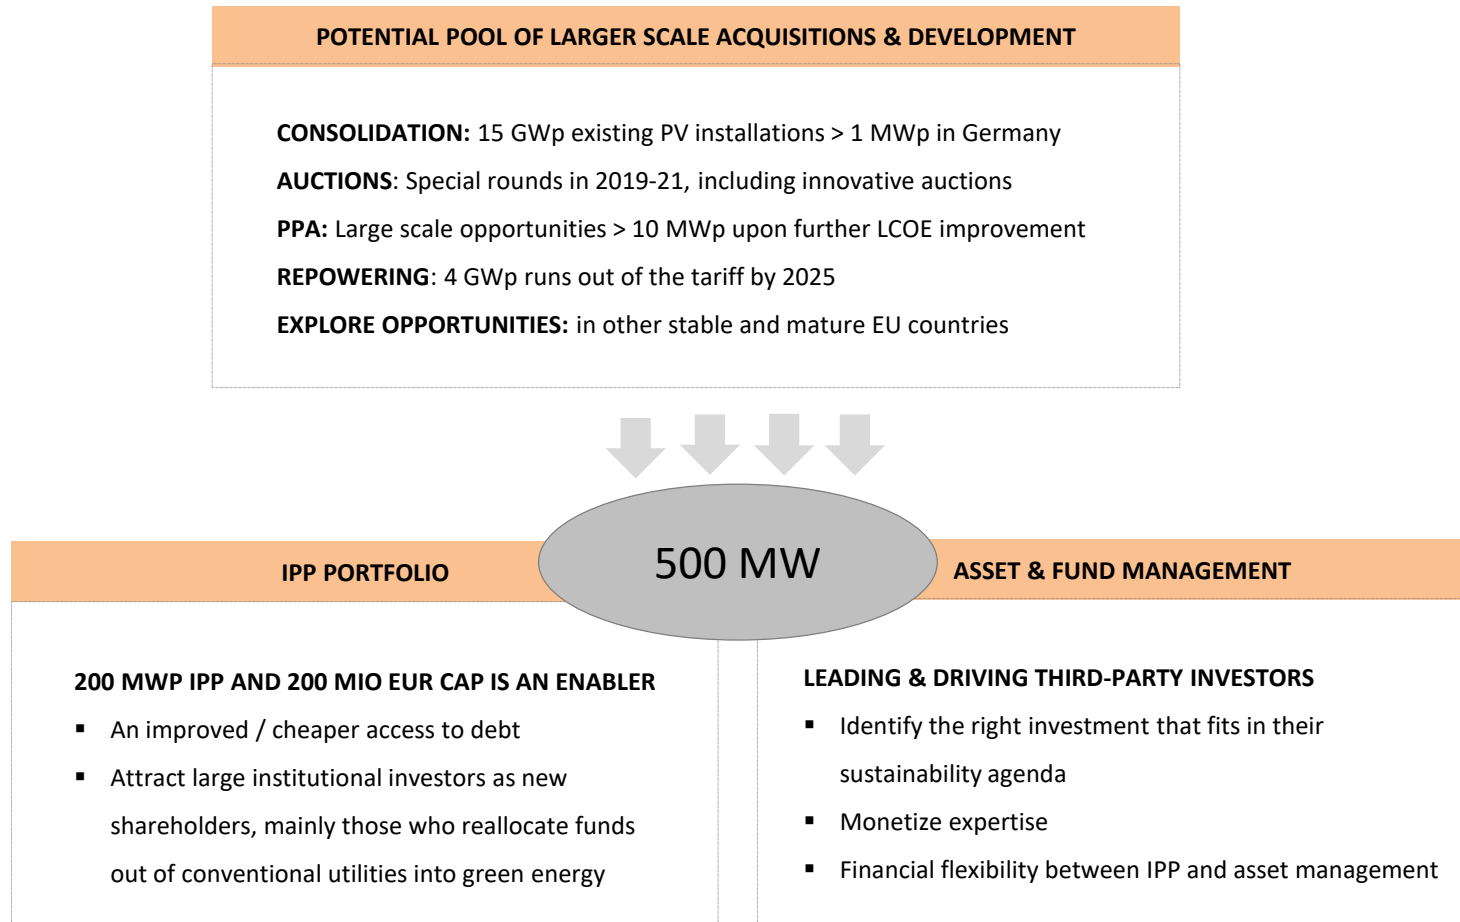 POTENTIAL POOL OF LARGER SCALE ACQUISITIONS & DEVELOPMENT
CONSOLIDATION: 15 GWp existing PV installations > 1 MWp in Germany
AUCTIONS: Special rounds in 2019-21, including innovative auctions
PPA: Large scale opportunities > 10 MWp upon further LCOE improvement
REPOWERING: 4 GWp runs out of the tariff by 2025
EXPLORE OPPORTUNITIES: in other stable and mature EU countries
500 MW
IPP PORTFOLIO
200 MWP IPP AND 200 MIO EUR CAP IS AN ENABLER
▪ An improved / cheaper access to debt
▪ Attract large institutional investors as new
shareholders, mainly those who reallocate funds
out of conventional utilities into green energy
ASSET & FUND MANAGEMENT
LEADING & DRIVING THIRD-PARTY INVESTORS
▪ Identify the right investment that fits in their
sustainability agenda
▪ Monetize expertise
▪ Financial flexibility between IPP and asset management